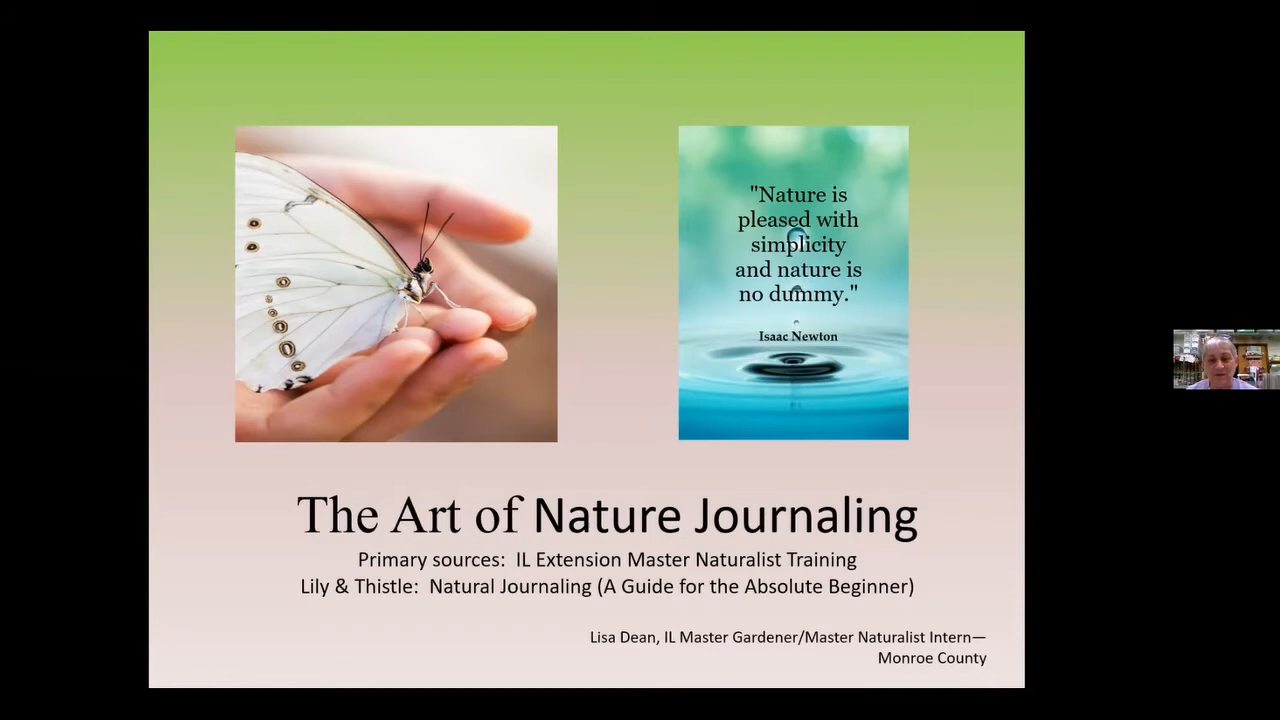 "Nature is
pleased with
simplicity
and nature is
no dummy."
Isaac Newton
The Art of Nature Journaling
Primary sources: IL Extension Master Naturalist Training
Lily & Thistle: Natural Journaling (A Guide for the Absolute Beginner)
Lisa Dean, IL Master Gardener/Master Naturalist Intern—
Monroe County